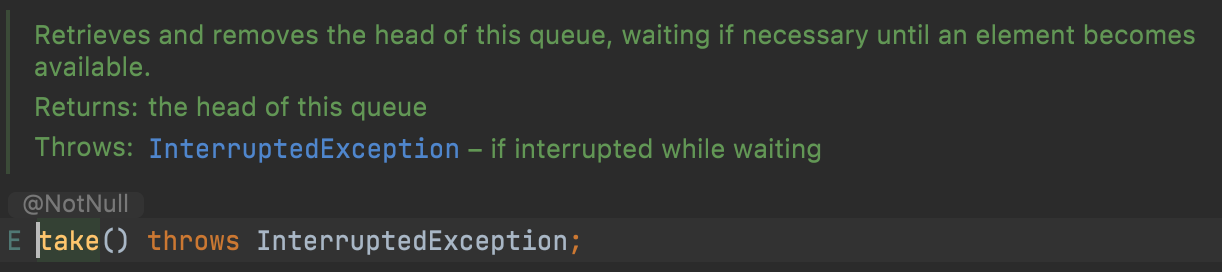 Retrieves and removes the head of this queue, waiting if necessary until an element becomes
available.
Returns: the head of this queue
Throws: InterruptedException – if interrupted while waiting
@NotNull
E take() throws InterruptedException;